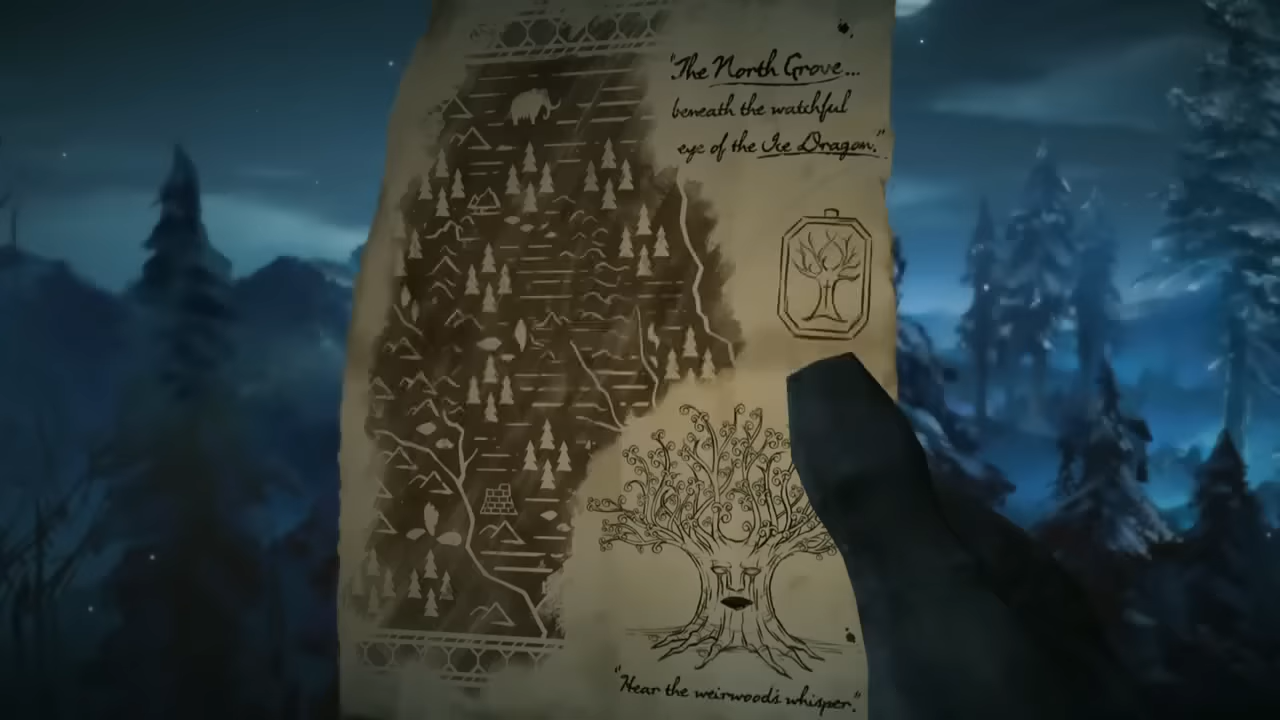 "The North Grove...
beneath the watchful
eye of the Ice Dragon."
"Hear the weirwood's whisper."